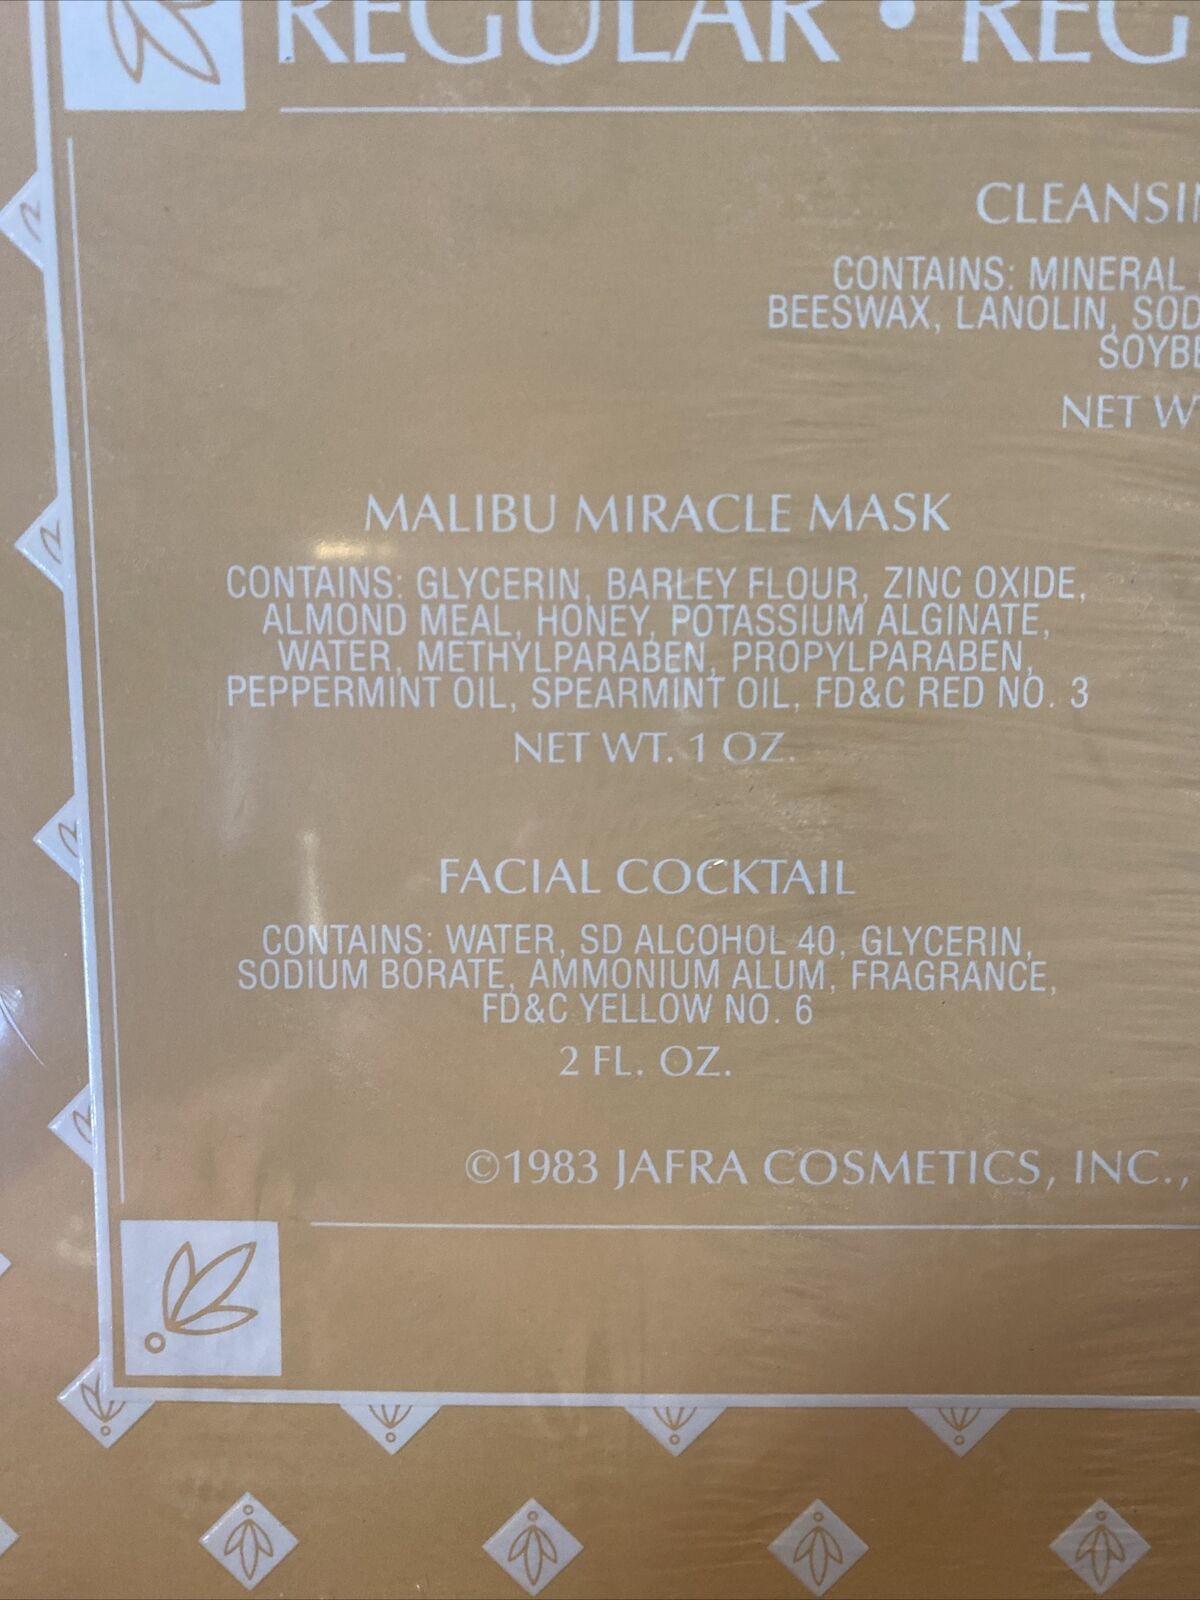 REGULAR • REG
CLEANSIN
CONTAINS: MINERAL
BEESWAX, LANOLIN, SOD
SOYBE
NET WT
MALIBU MIRACLE MASK
CONTAINS: GLYCERIN, BARLEY FLOUR, ZINC OXIDE,
ALMOND MEAL, HONEY, POTASSIUM ALGINATE,
WATER, METHYLPARABEN, PROPYLPARABEN,
PEPPERMINT OIL, SPEARMINT OIL, FD&C RED NO. 3
NET WT. 1 OZ.
FACIAL COCKTAIL
CONTAINS: WATER, SD ALCOHOL 40, GLYCERIN,
SODIUM BORATE, AMMONIUM ALUM, FRAGRANCE,
FD&C YELLOW NO. 6
2 FL. OZ.
©1983 JAFRA COSMETICS, INC.,